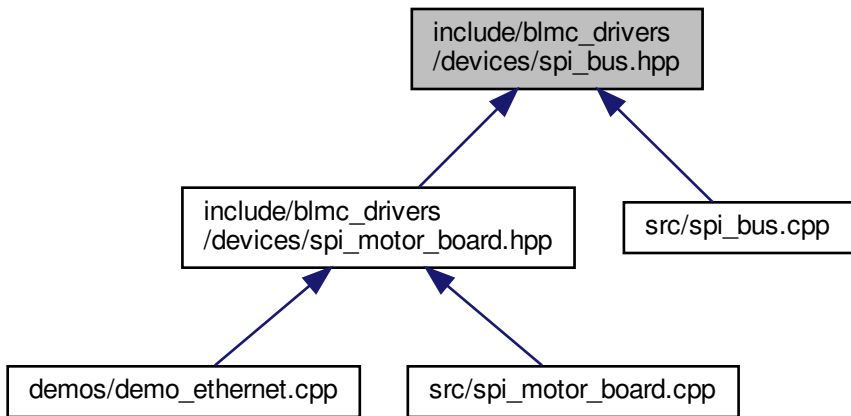 include/blmc_drivers
/devices/spi_bus.hpp
include/blmc_drivers
/devices/spi_motor_board.hpp
src/spi_bus.cpp
demos/demo_ethernet.cpp
src/spi_motor_board.cpp